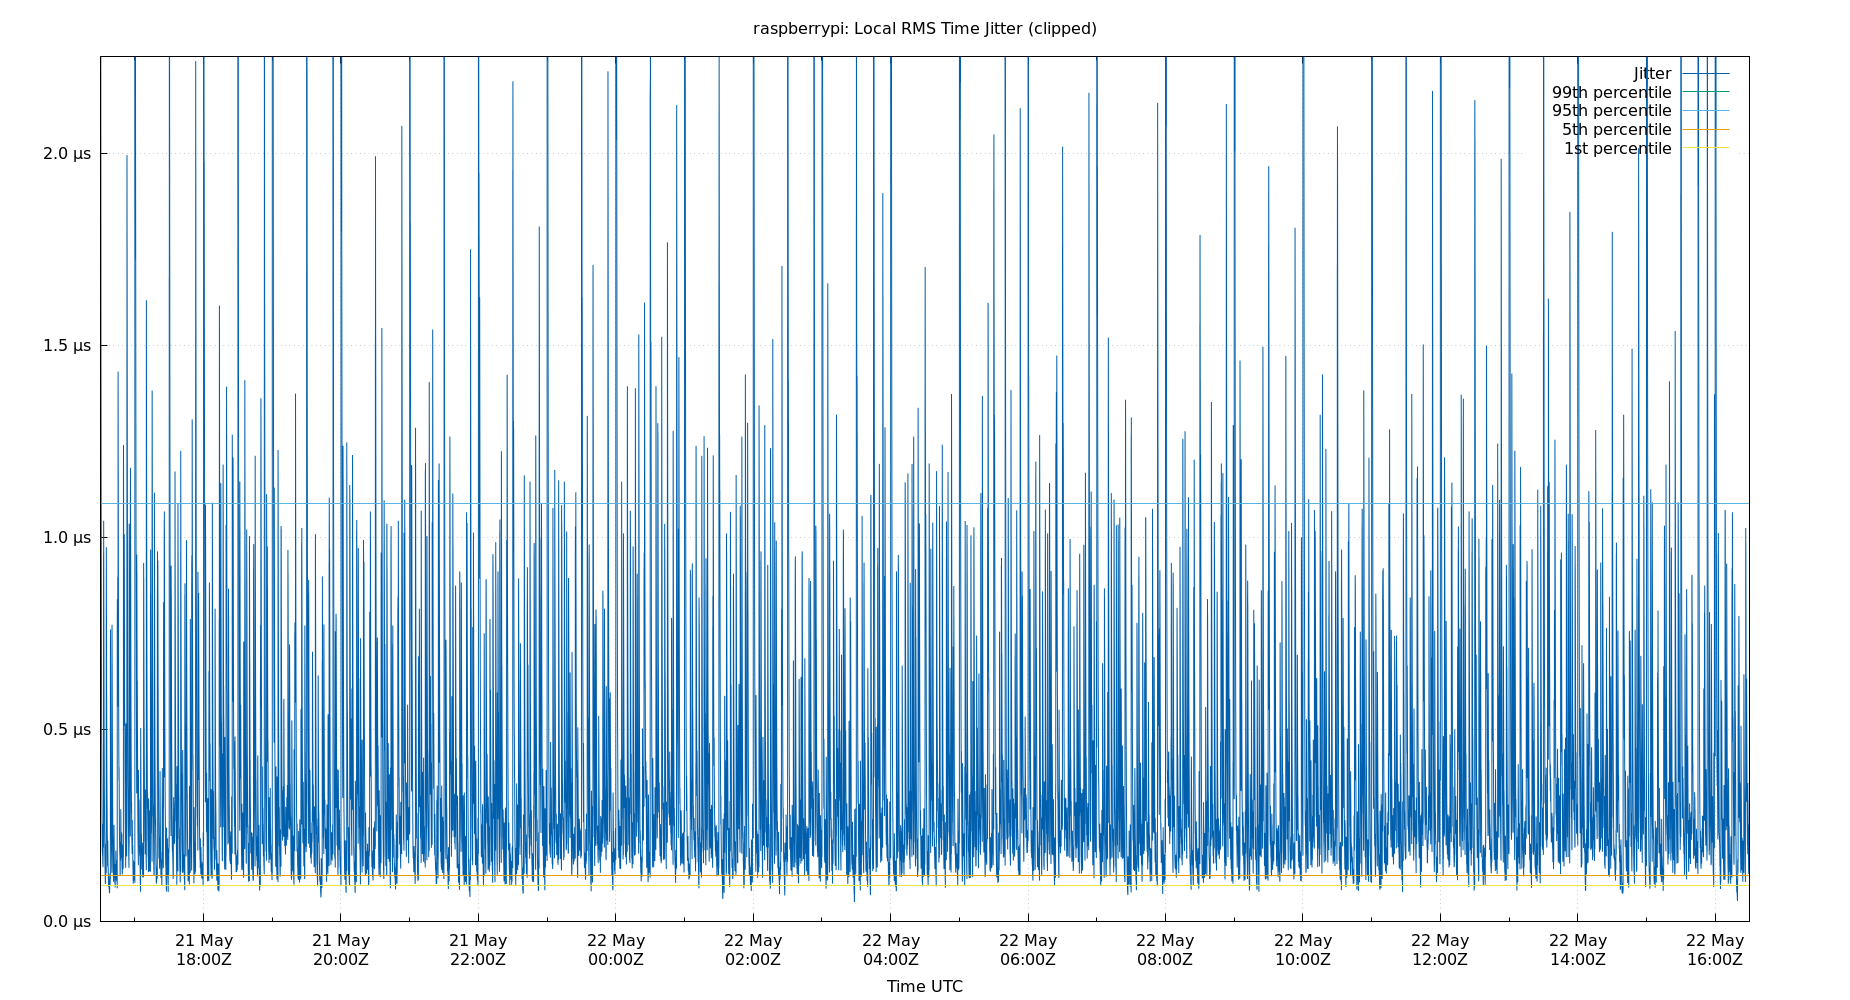 raspberrypi: Local RMS Time Jitter (clipped)
Jitter
99th percentile
95th percentile
5th percentile
1st percentile
2.0 µs
1.5 µs
1.0 µs
0.5 µs
0.0 µs
21 May 21 May 21 May 22 May 22 May 22 May 22 May 22 May 22 May 22 May 22 May 22 May
18:00Z 20:00Z 22:00Z 00:00Z 02:00Z 04:00Z 06:00Z 08:00Z 10:00Z 12:00Z 14:00Z 16:00Z
Time UTC